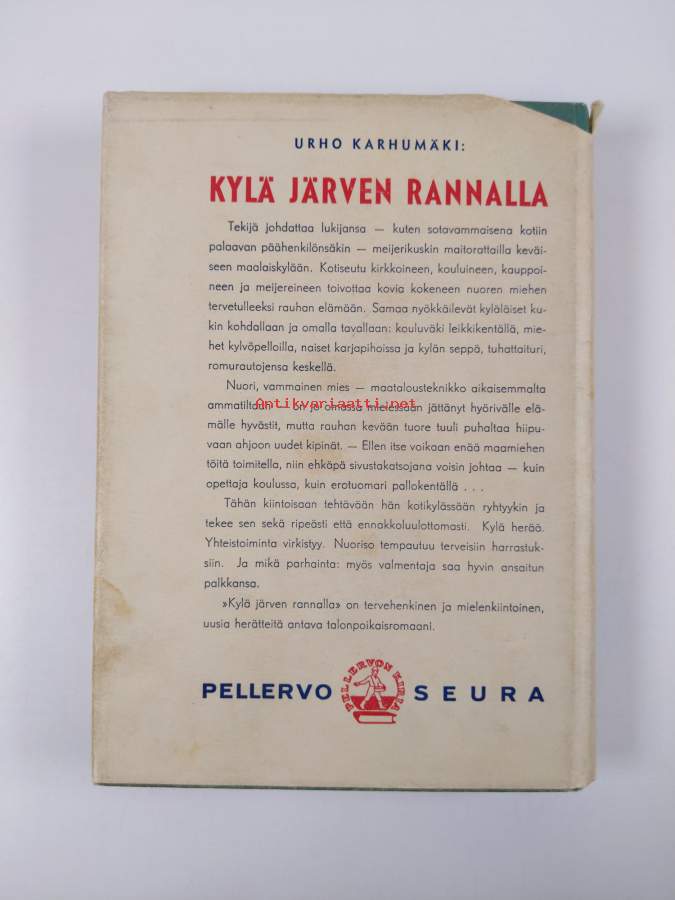 URHO KARHUMÄKI:
KYLÄ JÄRVEN RANNALLA
Tekijä johdattaa lukijansa — kuten sotavammaisena kotiin
palaavan päähenkilönsäkin — meijerikuskin maitorattailla keväi-
seen maalaiskylään. Kotiseutu kirkkoineen, kouluineen, kauppoi-
neen ja meijereineen toivottaa kovia kokeneen nuoren miehen
tervetulleeksi rauhan elämään. Samaa nyökkäilevät kyläläiset ku-
kin kohdallaan ja omalla tavallaan: kouluväki leikkikentällä, mie-
het kylvöpelloilla, naiset karjapihoissa ja kylän seppä, tuhattaituri,
romurautojensa keskellä.
Nuori, vammainen mies — maatalousteknikko aikaisemmalta
Antikvariaatti.net
ammatiltaan — on jo omassa mielessään jättänyt hyörivälle elä-
mälle hyvästit, mutta rauhan kevään tuore tuuli puhaltaa hiipu-
vaan ahjoon uudet kipinät. — Ellen itse voikaan enää maamiehen
töitä toimitella, niin ehkäpä sivustakatsojana voisin johtaa — kuin
opettaja koulussa, kuin erotuomari pallokentällä . . .
Tähän kiintoisaan tehtävään hän kotikylässään ryhtyykin ja
tekee sen sekä ripeästi että ennakkoluulottomasti. Kylä herää.
Yhteistoiminta virkistyy. Nuoriso tempautuu terveisiin harrastuk-
siin. Ja mikä parhainta: myös valmentaja saa hyvin ansaitun
palkkansa.
»Kylä järven rannalla» on tervehenkinen ja mielenkiintoinen,
uusia herätteitä antava talonpoikaisromaani.
PELLERVON KIRJA
PELLERVO SEURA